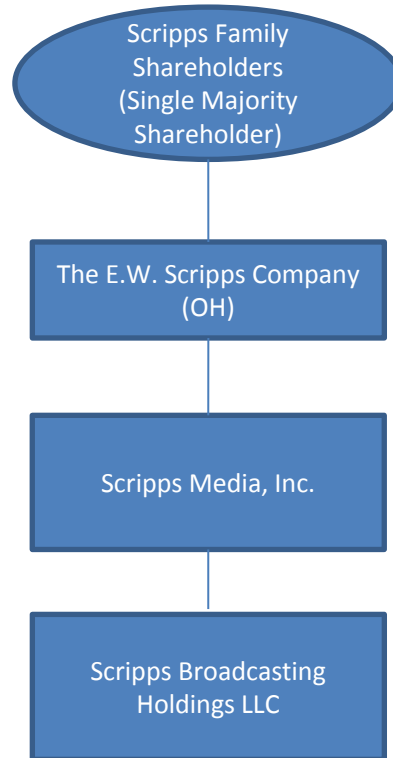 Scripps Family
Shareholders
(Single Majority
Shareholder)
The E.W. Scripps Company
(OH)
Scripps Media, Inc.
Scripps Broadcasting
Holdings LLC